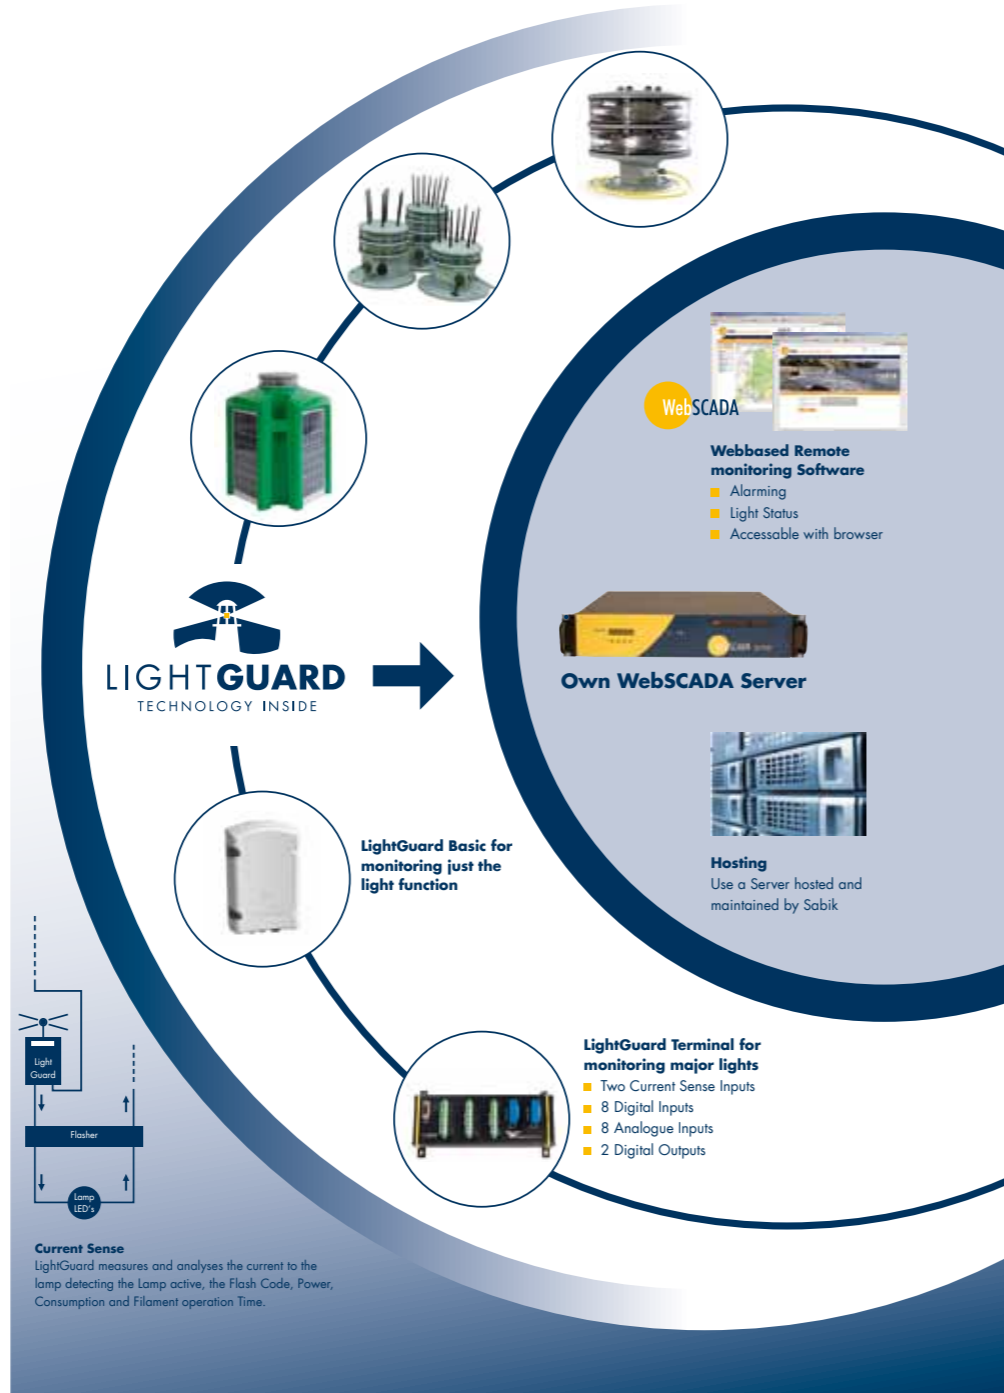 WebSCADA
Webbased Remote
monitoring Software
Alarming
Light Status
Accessable with browser
LIGHTGUARD
TECHNOLOGY INSIDE
Own WebSCADA Server
LightGuard Basic for
monitoring just the
light function
Hosting
Use a Server hosted and
maintained by Sabik
LightGuard Terminal for
monitoring major lights
Two Current Sense Inputs
8 Digital Inputs
8 Analogue Inputs
2 Digital Outputs
Light
Guard
Flasher
Lamp
LED's
Current Sense
LightGuard measures and analyses the current to the
lamp detecting the Lamp active, the Flash Code, Power,
Consumption and Filament operation Time.